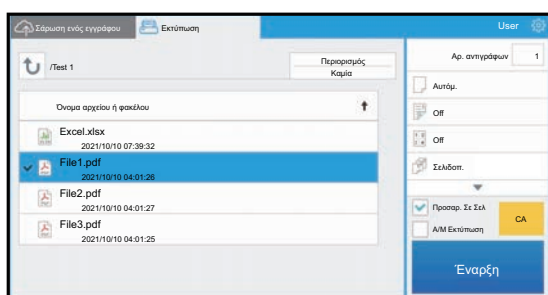 Σάρωση ενός εγγράφου
Εκτύπωση
User
/Test 1
Περιορισμός
Καμία
Όνομα αρχείου ή φακέλου
Excel.xlsx
2021/10/10 07:39:32
File1.pdf
2021/10/10 04:01:26
File2.pdf
2021/10/10 04:01:27
File3.pdf
2021/10/10 04:01:25
Αρ. αντιγράφων 1
Αυτόμ.
Off
Off
Σελιδοπ.
Προσαρ. Σε Σελ
Α/Μ Εκτύπωση
CA
Έναρξη